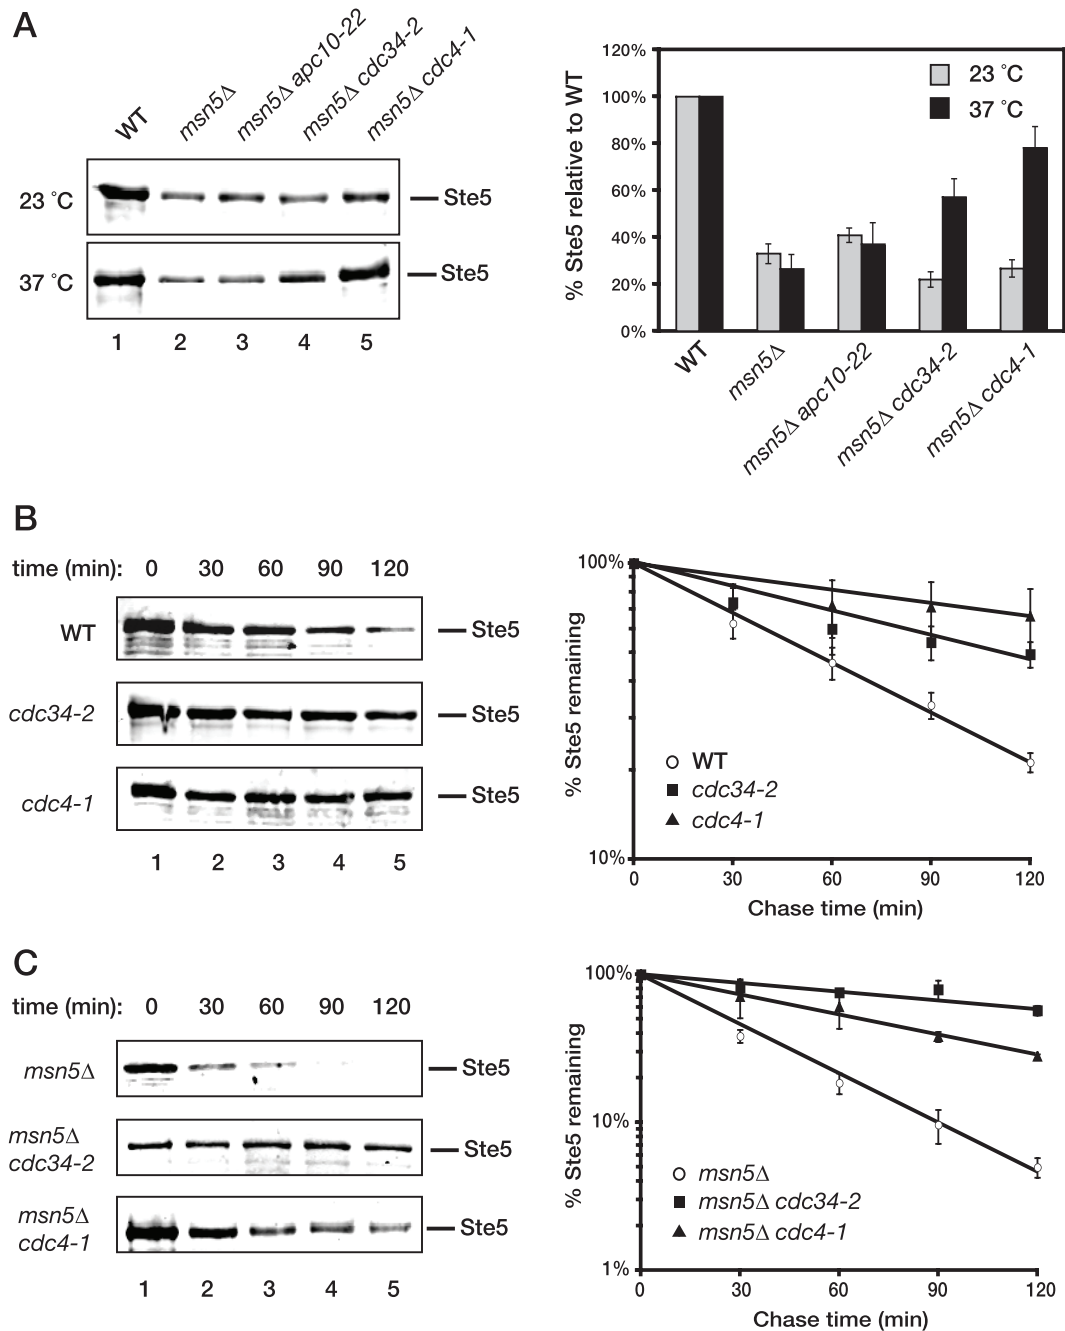 A
WT
msn5Δ
msn5Δ apc10-22
msn5Δ cdc34-2
msn5Δ cdc4-1
23 °C
Ste5
37 °C
Ste5
1 2 3 4 5
% Ste5 relative to WT
120%
100%
80%
60%
40%
20%
0%
23 °C
37 °C
WT
msn5Δ
msn5Δ apc10-22
msn5Δ cdc34-2
msn5Δ cdc4-1
B
time (min): 0 30 60 90 120
WT
Ste5
cdc34-2
Ste5
cdc4-1
Ste5
1 2 3 4 5
% Ste5 remaining
100%
10%
WT
cdc34-2
cdc4-1
0 30 60 90 120
Chase time (min)
C
time (min): 0 30 60 90 120
msn5Δ
Ste5
msn5Δ
cdc34-2
Ste5
msn5Δ
cdc4-1
Ste5
1 2 3 4 5
% Ste5 remaining
100%
10%
1%
msn5Δ
msn5Δ cdc34-2
msn5Δ cdc4-1
0 30 60 90 120
Chase time (min)